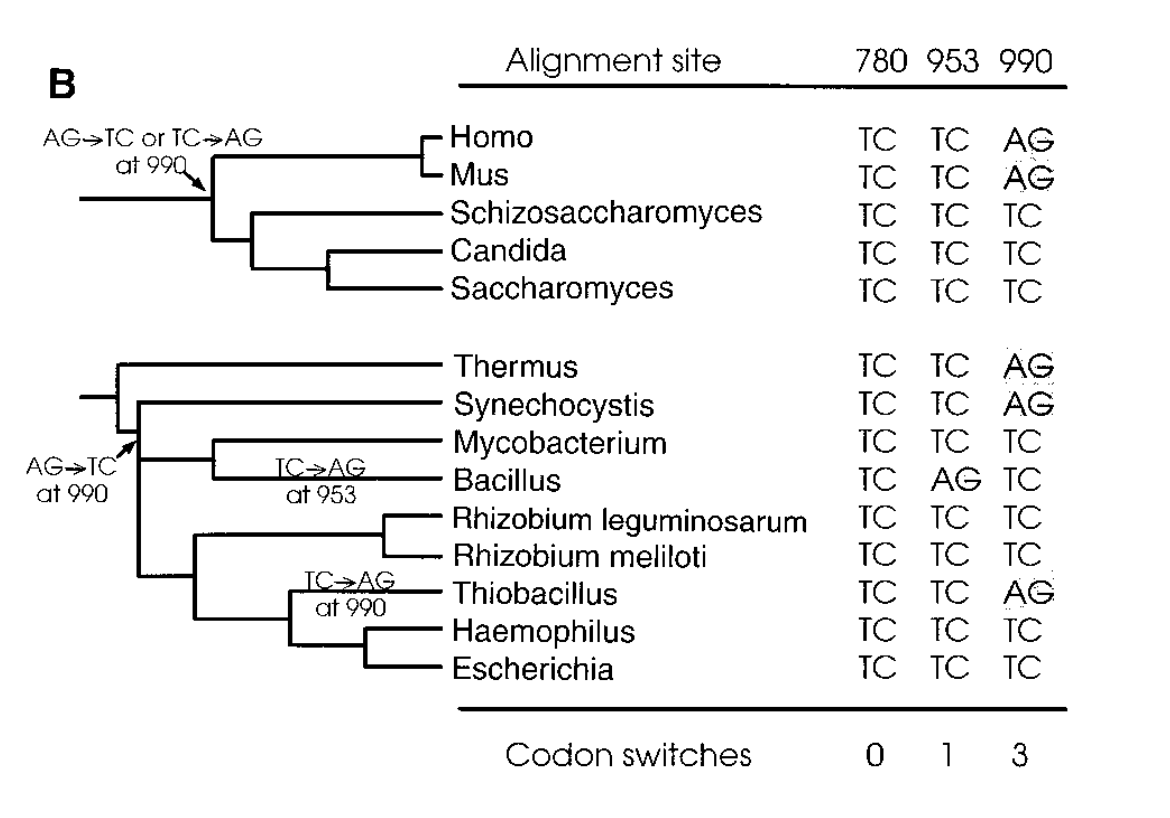 B
Alignment site 780 953 990
AG→TC or TC→AG
at 990
Homo TC TC AG
Mus TC TC AG
Schizosaccharomyces TC TC TC
Candida TC TC TC
Saccharomyces TC TC TC
Thermus TC TC AG
Synechocystis TC TC AG
Mycobacterium TC TC TC
AG→TC
at 990
TC→AG
at 953
Bacillus TC AG TC
Rhizobium leguminosarum TC TC TC
Rhizobium meliloti TC TC TC
TC→AG
at 990
Thiobacillus TC TC AG
Haemophilus TC TC TC
Escherichia TC TC TC
Codon switches 0 1 3